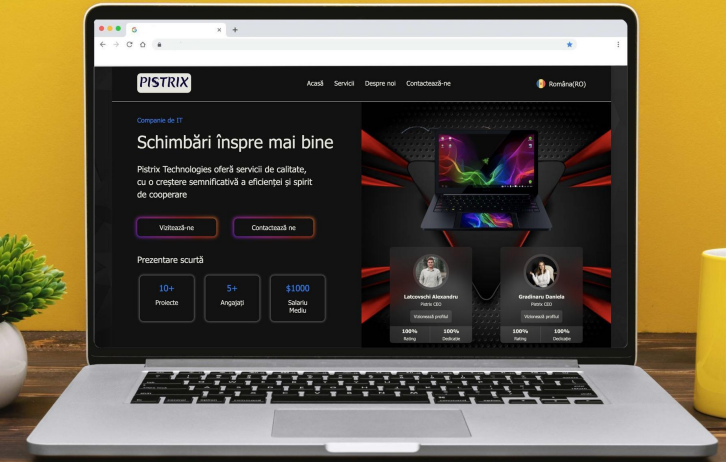 PISTRIX
Acasă Servicii Despre noi Contactează-ne
Româna(RO)
Companie de IT
Schimbări înspre mai bine
Pistrix Technologies oferă servicii de calitate,
cu o creștere semnificativă a eficienței și spirit
de cooperare
Vizitează-ne
Contactează ne
Prezentare scurtă
10+
Proiecte
5+
Angajați
$1000
Salariu
Mediu
Latcovschi Alexandru
Pistrix CEO
Vizionează profilul
100% 100%
Rating Dedicație
Gradinaru Daniela
Pistrix CEO
Vizionează profilul
100% 100%
Rating Dedicație